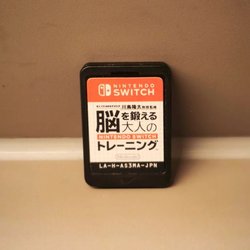 NINTENDO
SWITCH
川島隆太教授監修
脳を鍛える
大人の
NINTENDO SWITCH
トレーニング
LA-H-AS3MA-JPN